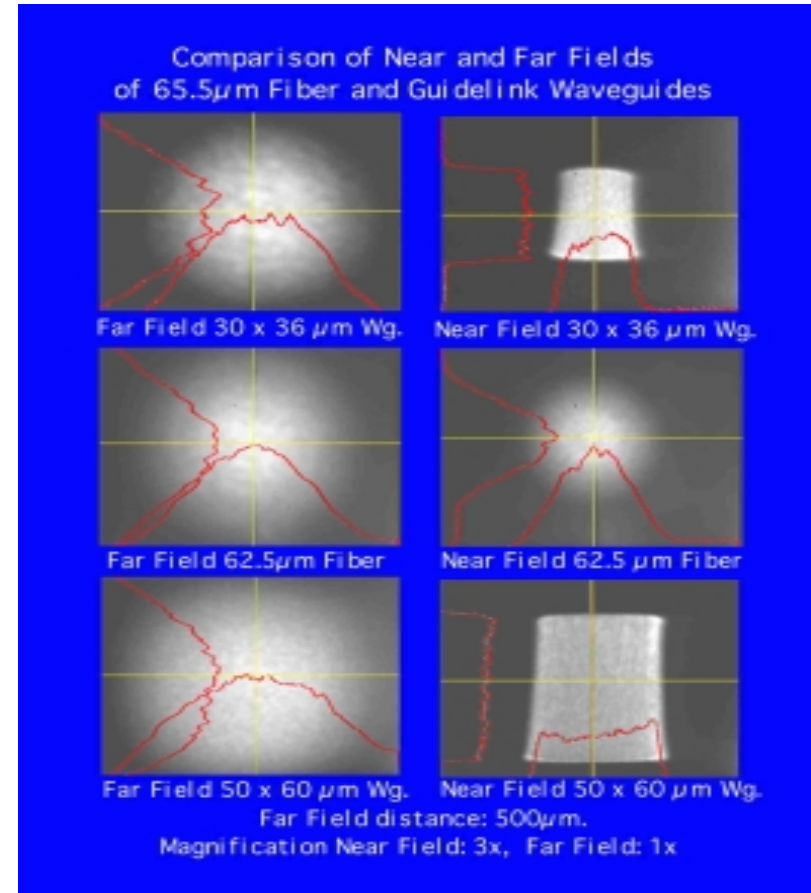 Comparison of Near and Far Fields
of 65.5µm Fiber and Guidelink Waveguides
Far Field 30 x 36 µm Wg.
Near Field 30 x 36 µm Wg.
Far Field 62.5µm Fiber
Near Field 62.5 µm Fiber
Far Field 50 x 60 µm Wg.
Near Field 50 x 60 µm Wg.
Far Field distance: 500µm.
Magnification Near Field: 3x, Far Field: 1x